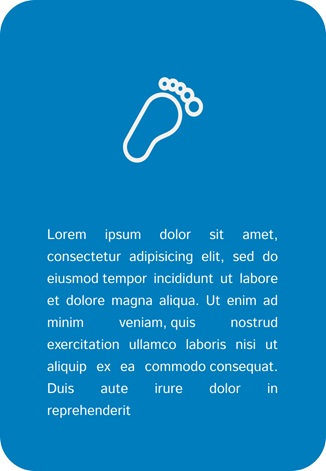 Lorem ipsum dolor sit amet,
consectetur adipisicing elit, sed do
eiusmod tempor incididunt ut labore
et dolore magna aliqua. Ut enim ad
minim veniam, quis nostrud
exercitation ullamco laboris nisi ut
aliquip ex ea commodo consequat.
Duis aute irure dolor in
reprehenderit